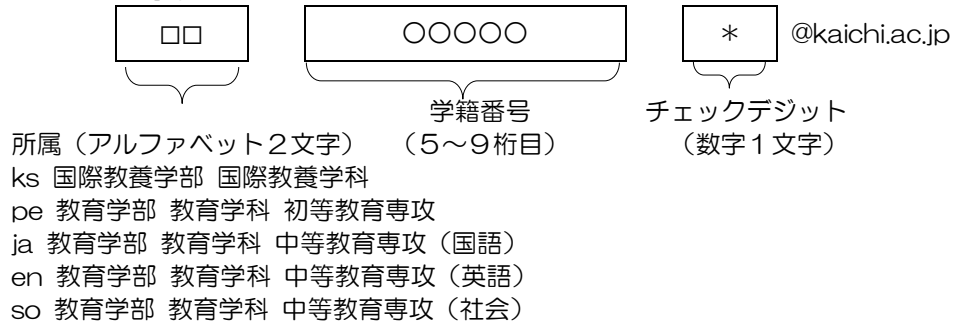 □□ ○○○○○ ＊ @kaichi.ac.jp
学籍番号 チェックデジット
所属（アルファベット２文字） （５～９桁目） （数字１文字）
ks 国際教養学部 国際教養学科
pe 教育学部 教育学科 初等教育専攻
ja 教育学部 教育学科 中等教育専攻（国語）
en 教育学部 教育学科 中等教育専攻（英語）
so 教育学部 教育学科 中等教育専攻（社会）